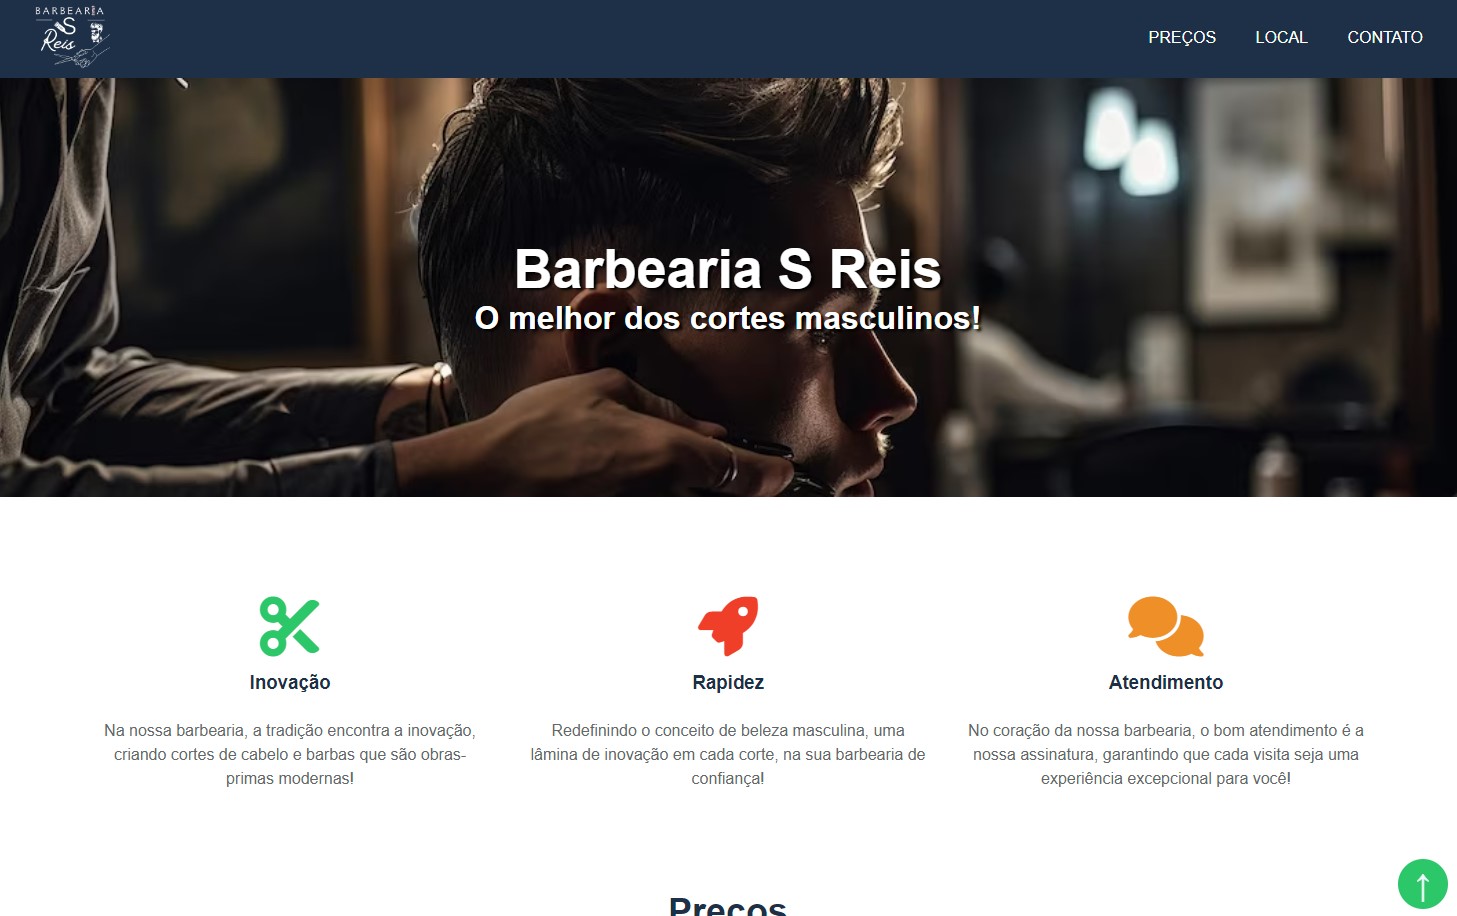 BARBEARIA
S
Reis
PREÇOS LOCAL CONTATO
Barbearia S Reis
O melhor dos cortes masculinos!
Inovação
Na nossa barbearia, a tradição encontra a inovação,
criando cortes de cabelo e barbas que são obras-
primas modernas!
Rapidez
Redefinindo o conceito de beleza masculina, uma
lâmina de inovação em cada corte, na sua barbearia de
confiança!
Atendimento
No coração da nossa barbearia, o bom atendimento é a
nossa assinatura, garantindo que cada visita seja uma
experiência excepcional para você!
Preços